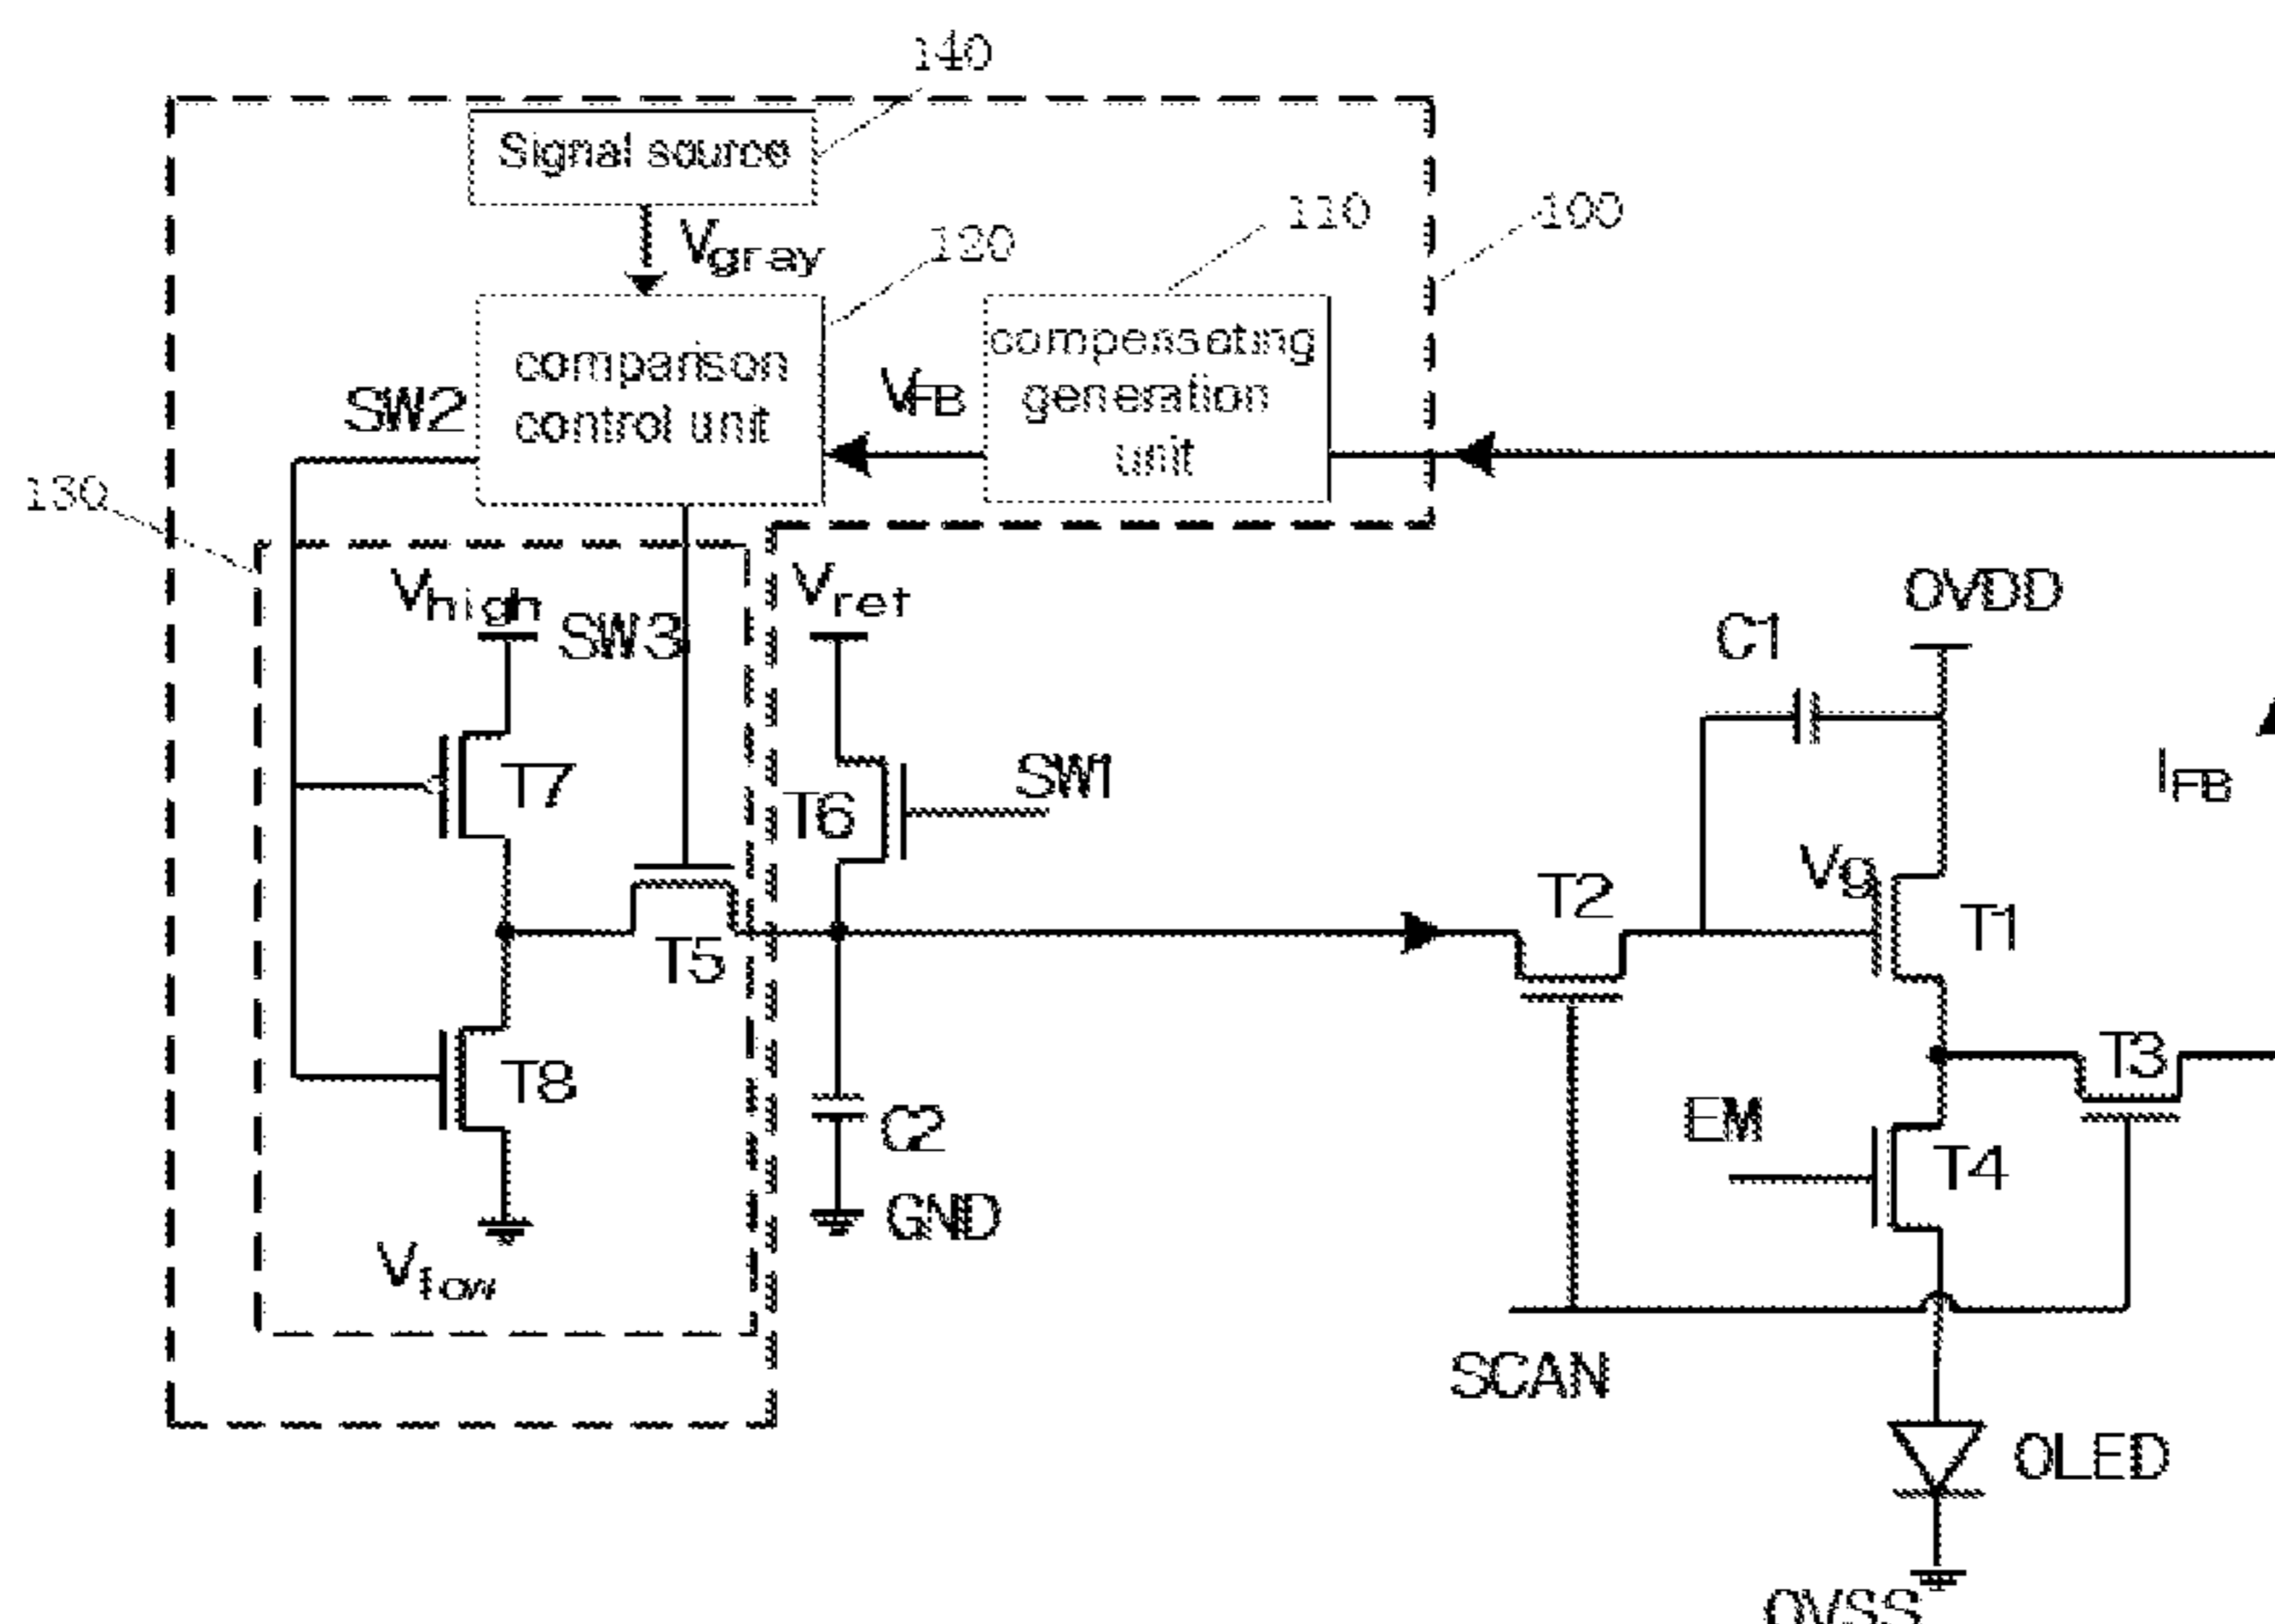 140
Signal source
110
100
Vgray
120
comparison
control unit
compensating
generation
unit
VFB
SW2
130
Vhigh
SW3
Vref
OVDD
C1
T7
T6
SW1
IFB
Vg
T2
T1
T5
T8
T3
C2
EM
T4
GND
Vlow
SCAN
OLED
OVSS